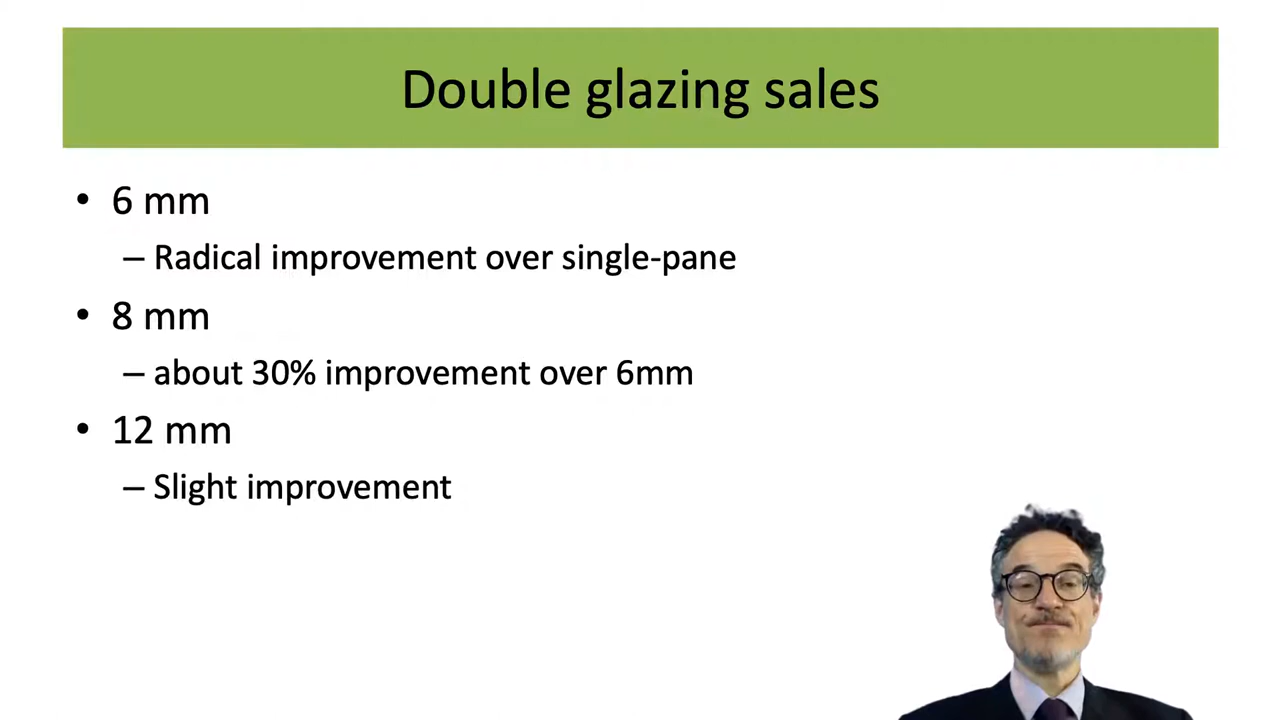 Double glazing sales
• 6 mm
– Radical improvement over single-pane
• 8 mm
– about 30% improvement over 6mm
• 12 mm
– Slight improvement